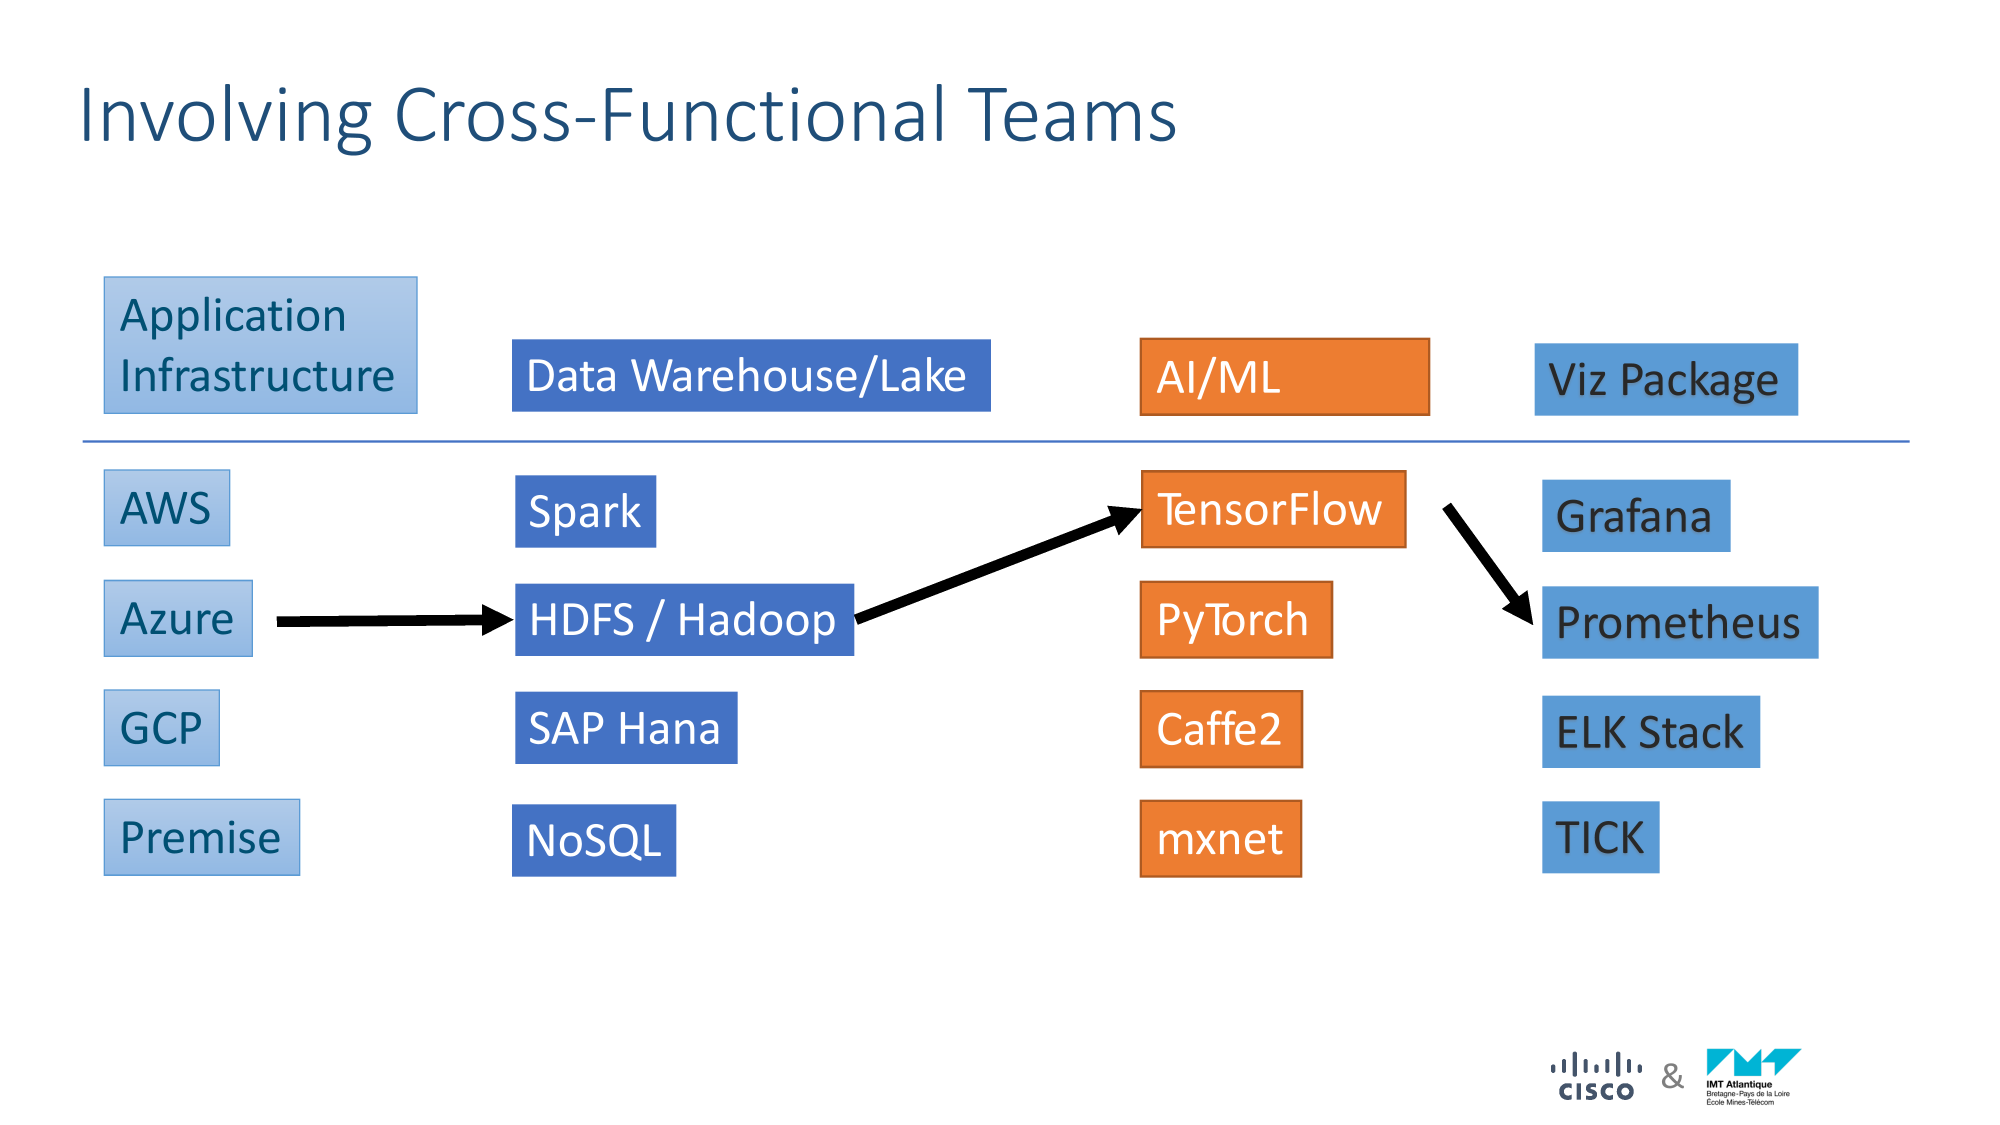 Involving Cross-Functional Teams
Application
Infrastructure
Data Warehouse/Lake
AI/ML
Viz Package
AWS
Spark
TensorFlow
Grafana
Azure
HDFS / Hadoop
PyTorch
Prometheus
GCP
SAP Hana
Caffe2
ELK Stack
Premise
NoSQL
mxnet
TICK
CISCO
&
IMT Atlantique
Bretagne-Pays de la Loire
École Mines-Télécom